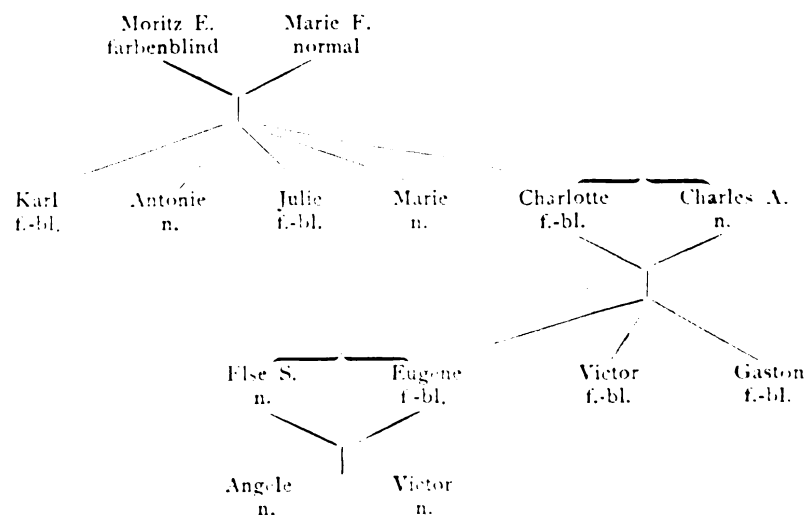 Moritz E. Marie F.
farbenblind normal
Karl Antonie Julie Marie Charlotte Charles A.
f.-bl. n. f.-bl. n. f.-bl. n.
Else S. Eugene Victor Gaston
n. f.-bl. f.-bl. f.-bl.
Angele Victor
n. n.